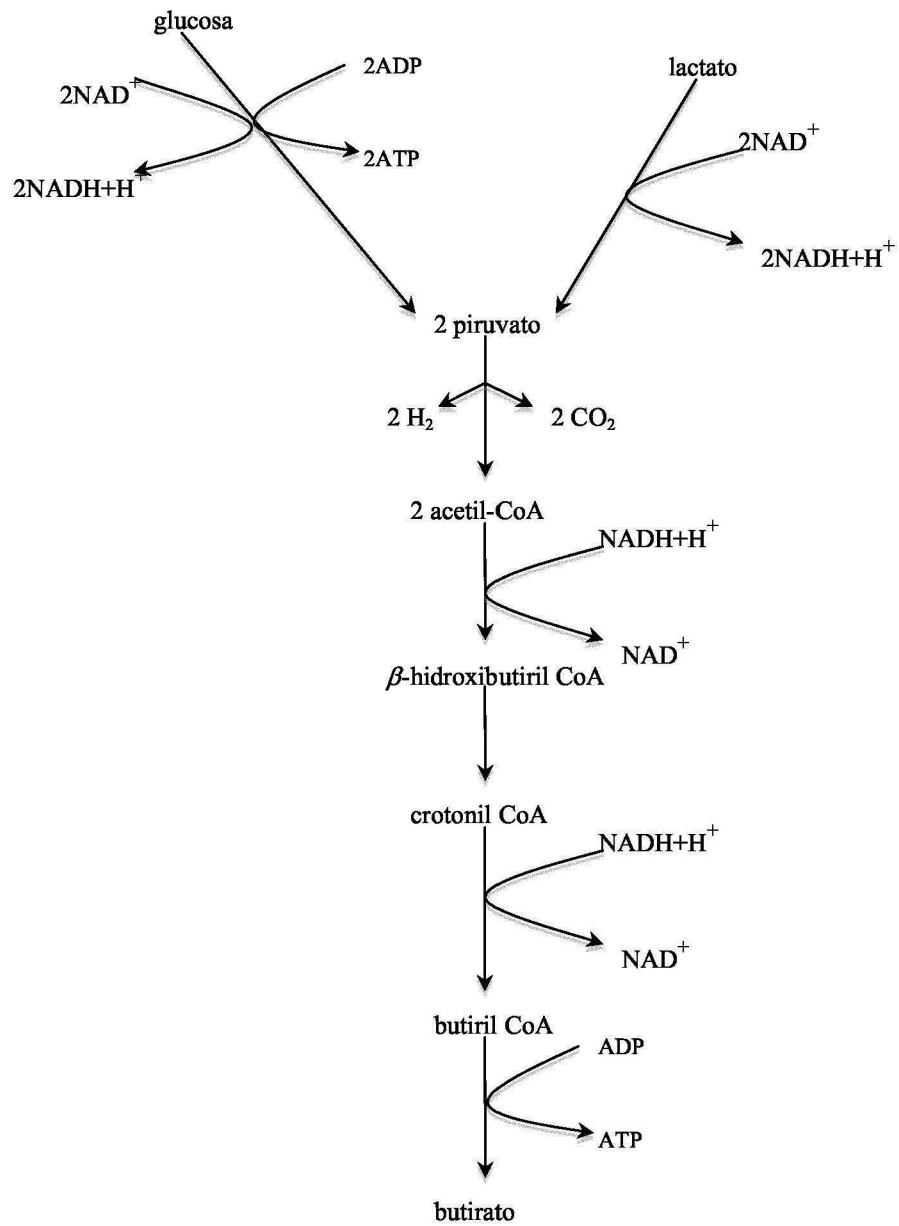 glucosa
2ADP
lactato
2NAD⁺
2NAD⁺
2ATP
2NADH+H⁺
2NADH+H⁺
2 piruvato
2 H₂
2 CO₂
2 acetil-CoA
NADH+H⁺
NAD⁺
β-hidroxibutiril CoA
crotonil CoA
NADH+H⁺
NAD⁺
butiril CoA
ADP
ATP
butirato